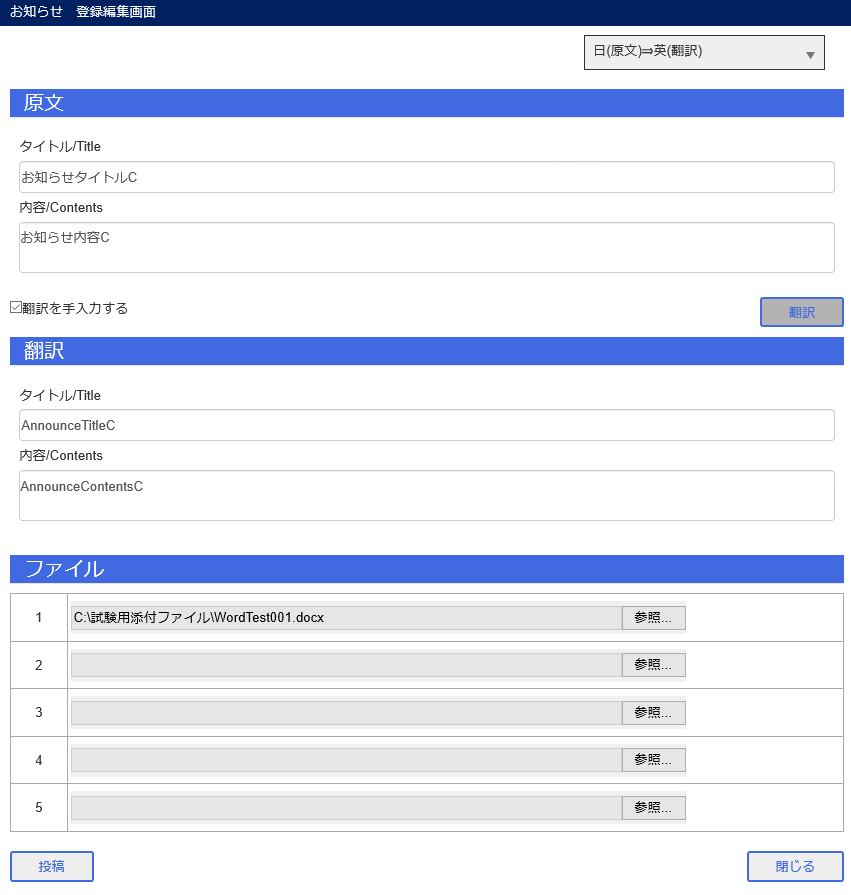 お知らせ　登録編集画面
日(原文)⇒英(翻訳)
原文
タイトル/Title
お知らせタイトルC
内容/Contents
お知らせ内容C
翻訳を手入力する
翻訳
翻訳
タイトル/Title
AnnounceTitleC
内容/Contents
AnnounceContentsC
ファイル
1 C:\試験用添付ファイル\WordTest001.docx 参照...
2 参照...
3 参照...
4 参照...
5 参照...
投稿 閉じる